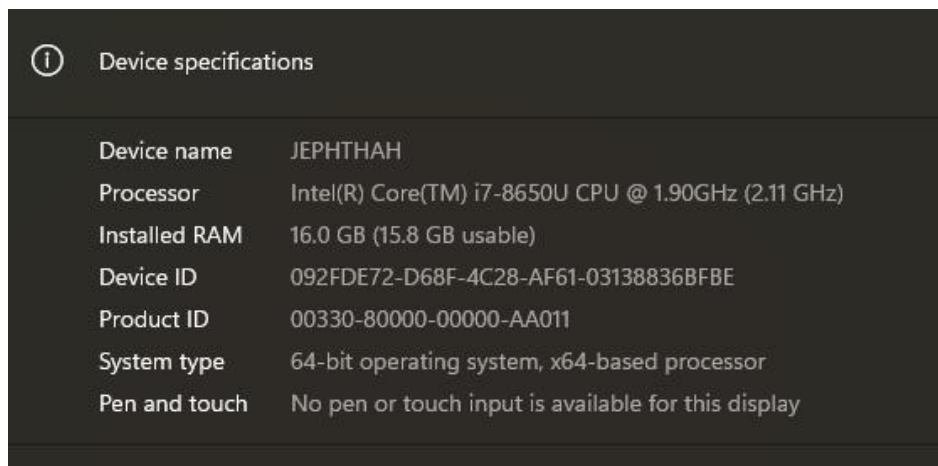 Device specifications
Device name JEPHTHAH
Processor Intel(R) Core(TM) i7-8650U CPU @ 1.90GHz (2.11 GHz)
Installed RAM 16.0 GB (15.8 GB usable)
Device ID 092FDE72-D68F-4C28-AF61-03138836BFBE
Product ID 00330-80000-00000-AA011
System type 64-bit operating system, x64-based processor
Pen and touch No pen or touch input is available for this display